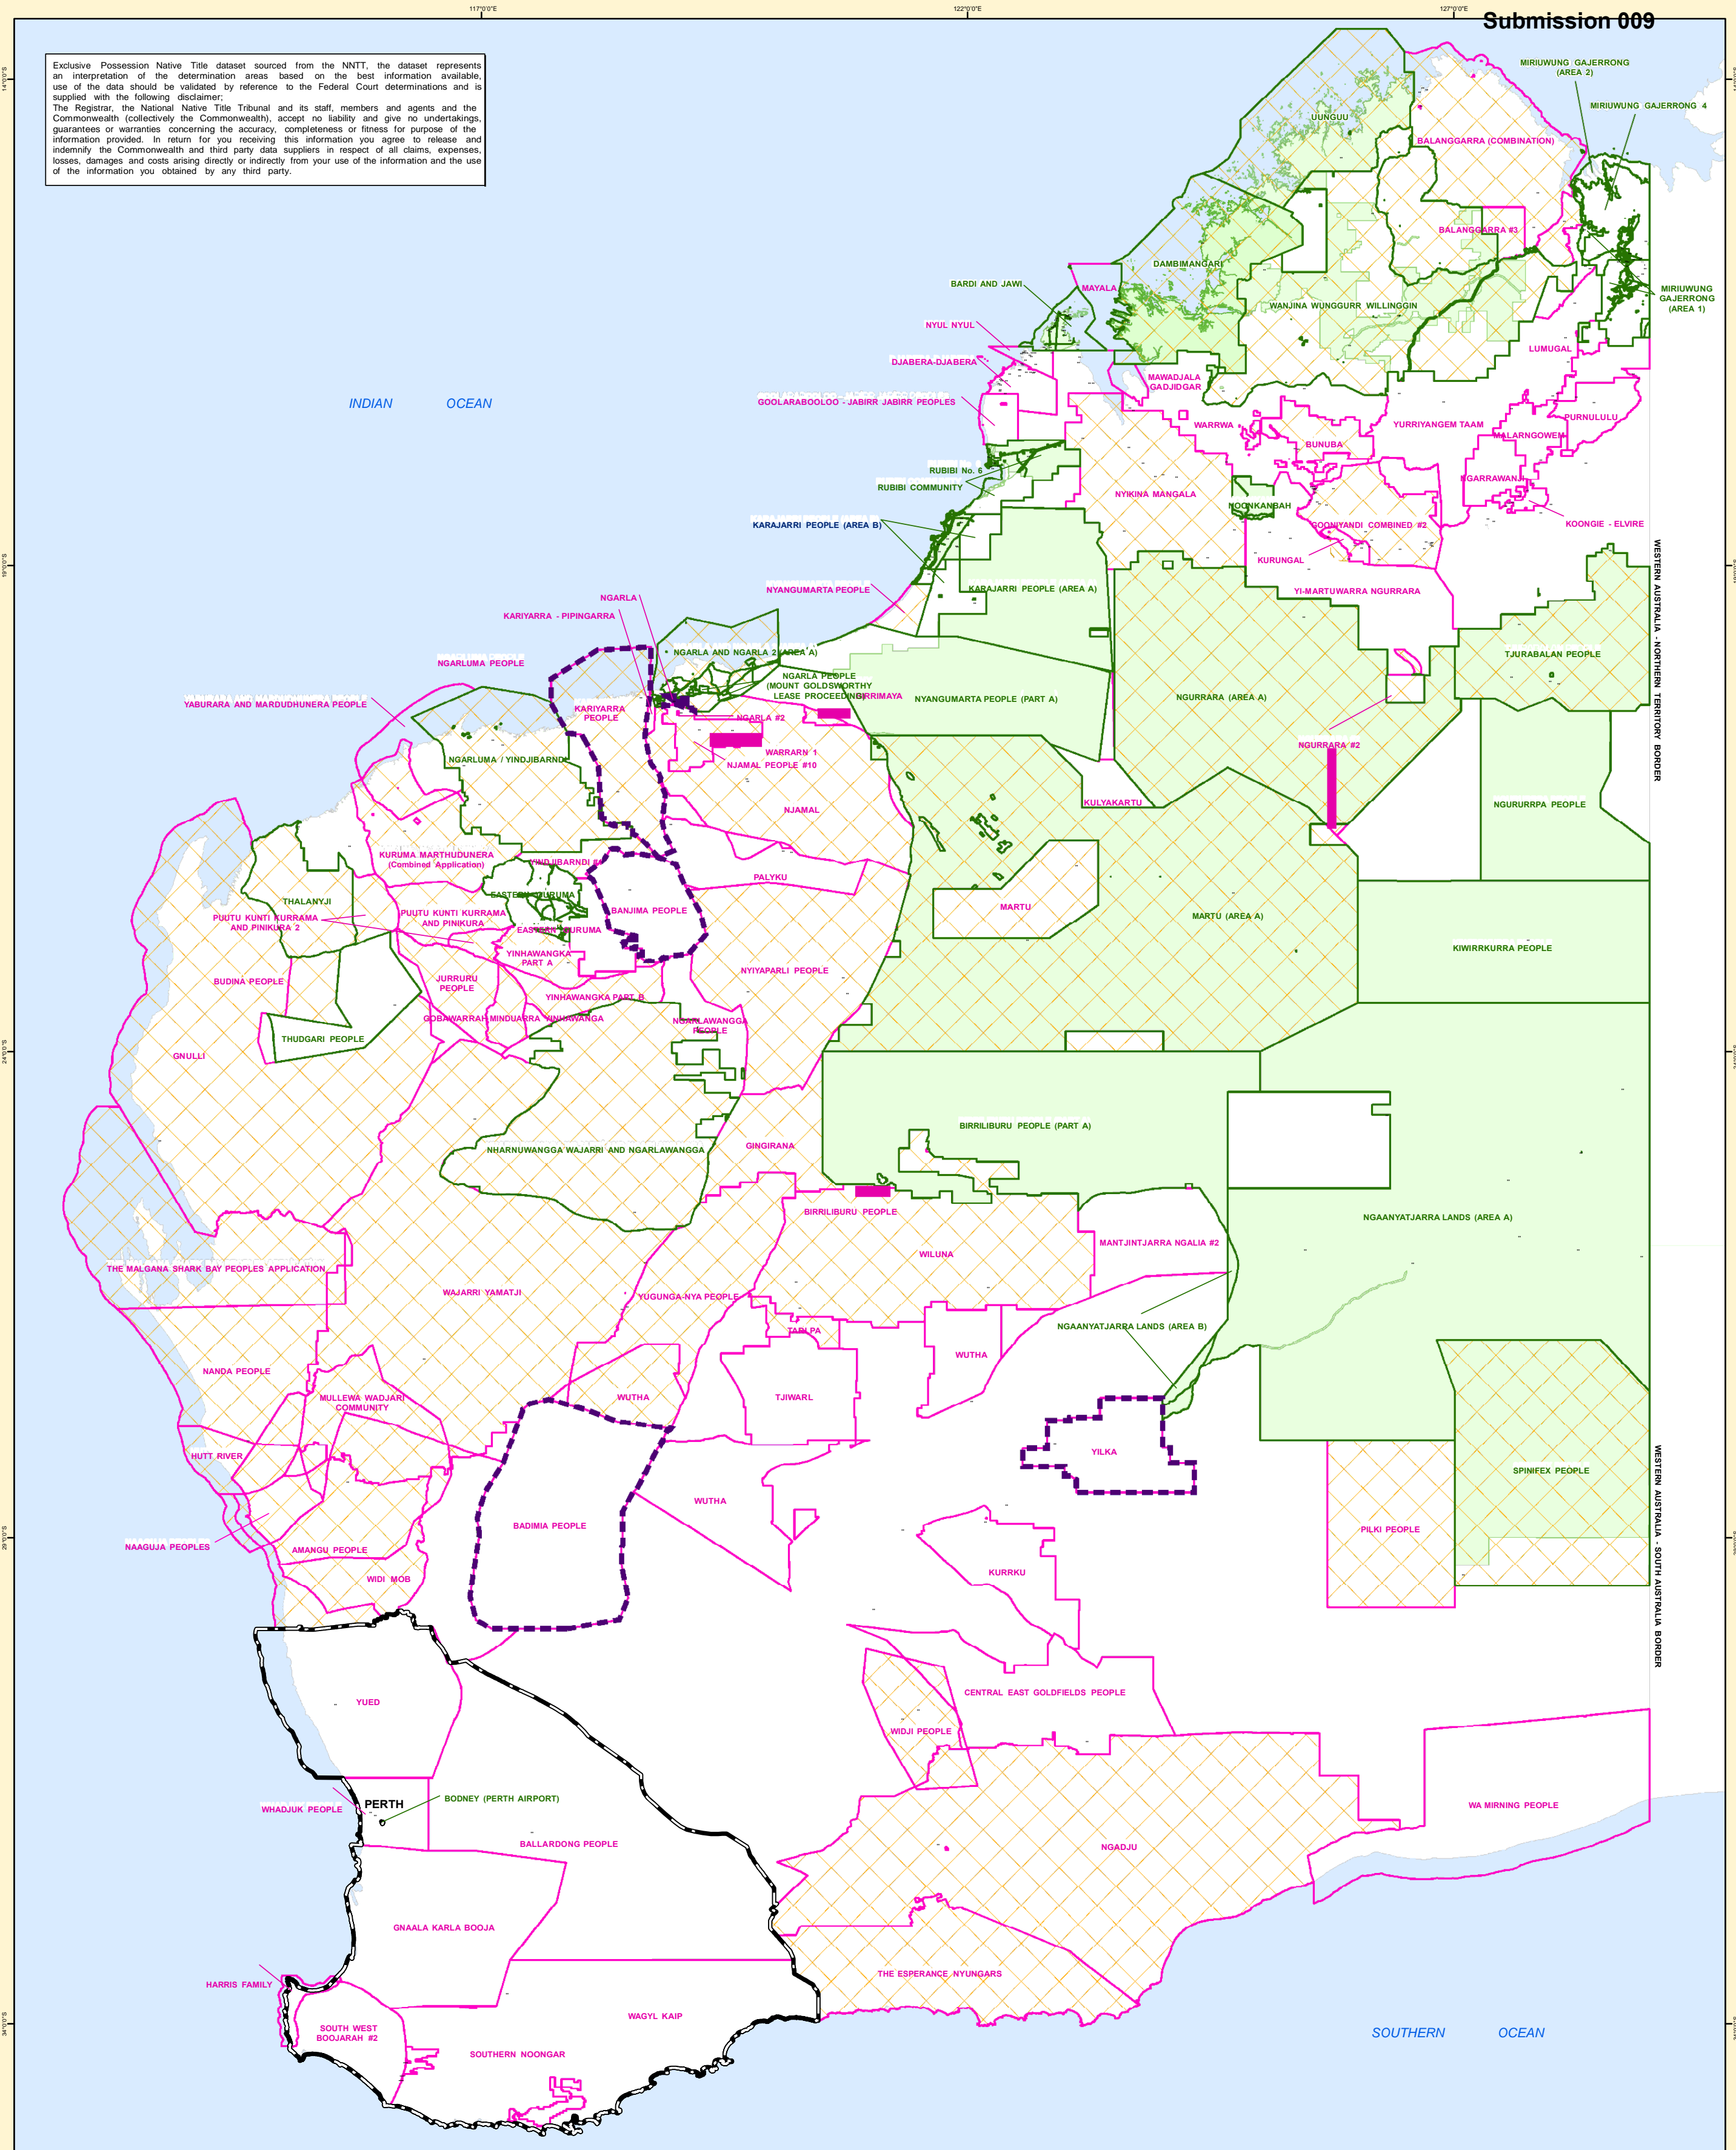 117°0'0"E
122°0'0"E
127°0'0"E
Submission 009
14°0'0"S
Exclusive Possession Native Title dataset sourced from the NNTT, the dataset represents
an interpretation of the determination areas based on the best information available,
use of the data should be validated by reference to the Federal Court determinations and is
supplied with the following disclaimer;
The Registrar, the National Native Title Tribunal and its staff, members and agents and the
Commonwealth (collectively the Commonwealth), accept no liability and give no undertakings,
guarantees or warranties concerning the accuracy, completeness or fitness for purpose of the
information provided. In return for you receiving this information you agree to release and
indemnify the Commonwealth and third party data suppliers in respect of all claims, expenses,
losses, damages and costs arising directly or indirectly from your use of the information and the use
of the information you obtained by any third party.
MIRIUWUNG GAJERRONG
(AREA 2)
MIRIUWUNG GAJERRONG 4
UUNGUU
BALANGGARRA (COMBINATION)
BALANGGARRA #3
DAMBIMANGARI
BARDI AND JAWI
MAYALA
MIRIUWUNG
GAJERRONG
(AREA 1)
WANJINA WUNGGURR WILLINGGIN
NYUL NYUL
LUMUGAL
DJABERA-DJABERA
MAWADJALA
GADJIDGAR
INDIAN OCEAN
GOOLARABOOLOO - JABIRR JABIRR PEOPLES
PURNULULU
WARRWA
YURRIYANGEM TAAM
MALARNGOWEM
BUNUBA
RUBIBI No. 6
NGARRAWANJI
RUBIBI COMMUNITY
NYIKINA MANGALA
NOONKANBAH
KARAJARRI PEOPLE (AREA B)
GOONIYANDI COMBINED #2
KOONGIE - ELVIRE
19°0'0"S
KURUNGAL
NYANGUMARTA PEOPLE
KARAJARRI PEOPLE (AREA A)
YI-MARTUWARRA NGURRARA
NGARLA
KARIYARRA - PIPINGARRA
WESTERN AUSTRALIA - NORTHERN TERRITORY BORDER
NGARLA AND NGARLA 2 (AREA A)
TJURABALAN PEOPLE
NGARLUMA PEOPLE
NGARLA PEOPLE
(MOUNT GOLDSWORTHY
LEASE PROCEEDING)
BIRRIMAYA
NYANGUMARTA PEOPLE (PART A)
NGURRARA (AREA A)
YABURARA AND MARDUDHUNERA PEOPLE
KARIYARRA
PEOPLE
NGARLA #2
NGURRARA #2
WARRARN 1
NGARLUMA / YINDJIBARNDI
NJAMAL PEOPLE #10
KULYAKARTU
NGURURRPA PEOPLE
NJAMAL
KURUMA MARTHUDUNERA
(Combined Application)
YINDJIBARNDI #1
PALYKU
EASTERN GURUMA
THALANYJI
MARTU
PUUTU KUNTI KURRAMA
AND PINIKURA 2
PUUTU KUNTI KURRAMA
AND PINIKURA
BANJIMA PEOPLE
MARTU (AREA A)
EASTERN GURUMA
KIWIRRKURRA PEOPLE
YINHAWANGKA
PART A
NYIYAPARLI PEOPLE
BUDINA PEOPLE
JURRURU
PEOPLE
YINHAWANGKA PART B
GOBAWARRAH MINDUARRA YINHAWANGA
NGARLAWANGGA
PEOPLE
THUDGARI PEOPLE
24°0'0"S
GNULLI
BIRRILIBURU PEOPLE (PART A)
NHARNUWANGGA WAJARRI AND NGARLAWANGGA
GINGIRANA
BIRRILIBURU PEOPLE
NGAANYATJARRA LANDS (AREA A)
MANTJINTJARRA NGALIA #2
WILUNA
THE MALGANA SHARK BAY PEOPLES APPLICATION
WAJARRI YAMATJI
YUGUNGA-NYA PEOPLE
NGAANYATJARRA LANDS (AREA B)
TARLPA
WUTHA
NANDA PEOPLE
MULLEWA WADJARI
COMMUNITY
WUTHA
TJIWARL
HUTT RIVER
YILKA
WESTERN AUSTRALIA - SOUTH AUSTRALIA BORDER
SPINIFEX PEOPLE
WUTHA
BADIMIA PEOPLE
PILKI PEOPLE
29°0'0"S
NAAGUJA PEOPLES
AMANGU PEOPLE
KURRKU
WIDI MOB
CENTRAL EAST GOLDFIELDS PEOPLE
YUED
WIDJI PEOPLE
BODNEY (PERTH AIRPORT)
PERTH
WHADJUK PEOPLE
WA MIRNING PEOPLE
BALLARDONG PEOPLE
NGADJU
GNAALA KARLA BOOJA
THE ESPERANCE NYUNGARS
HARRIS FAMILY
WAGYL KAIP
SOUTH WEST
BOOJARAH #2
34°0'0"S
SOUTHERN OCEAN
SOUTHERN NOONGAR